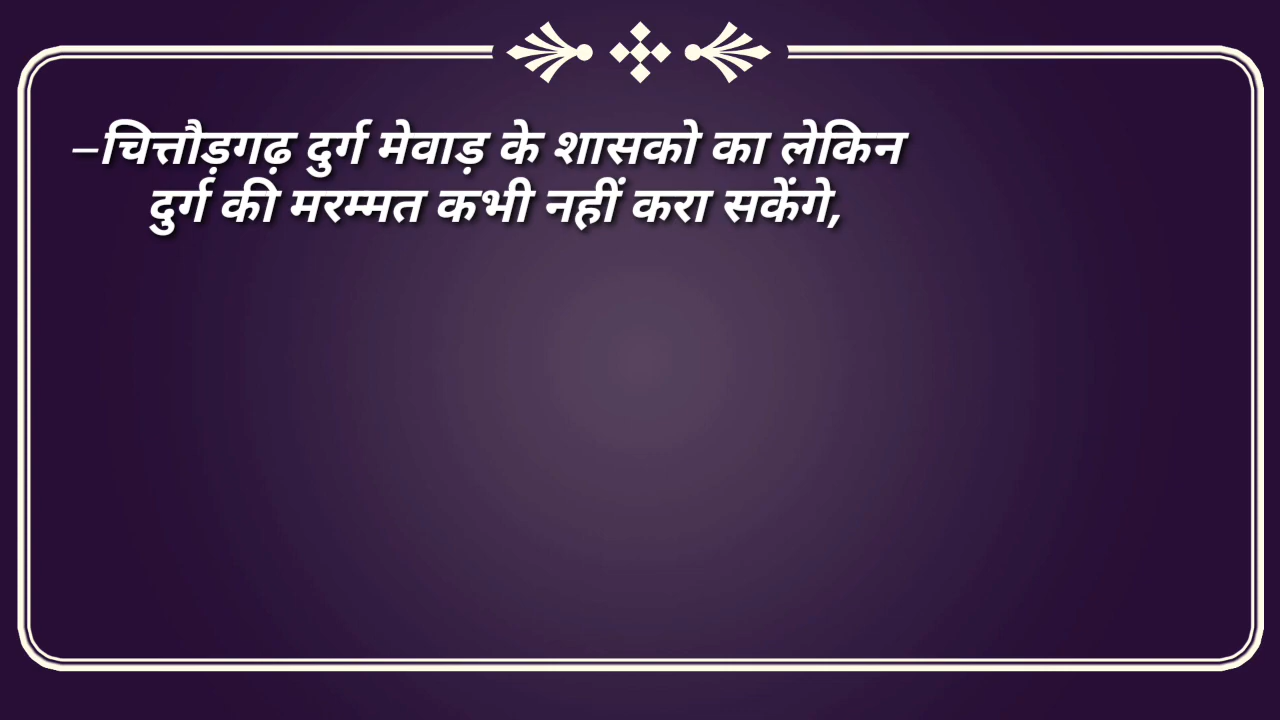 –चित्तौड़गढ़ दुर्ग मेवाड़ के शासको का लेकिन
दुर्ग की मरम्मत कभी नहीं करा सकेंगे,